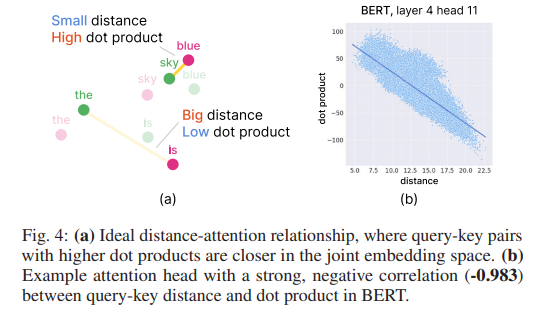 Small distance
High dot product
blue
sky
sky
blue
the
the
is
is
Big distance
Low dot product
(a)
BERT, layer 4 head 11
dot product
100
50
0
−50
−100
5.0 7.5 10.0 12.5 15.0 17.5 20.0 22.5
distance
(b)
Fig. 4: (a) Ideal distance-attention relationship, where query-key pairs
with higher dot products are closer in the joint embedding space. (b)
Example attention head with a strong, negative correlation (-0.983)
between query-key distance and dot product in BERT.